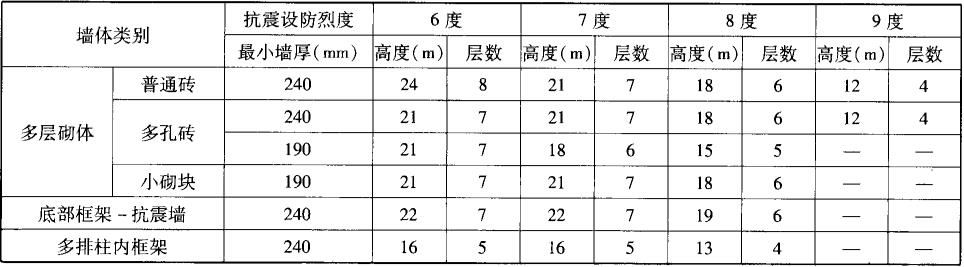 墙体类别 抗震设防烈度 6 度 7 度 8 度 9 度
最小墙厚(mm) 高度(m) 层数 高度(m) 层数 高度(m) 层数 高度(m) 层数
多层砌体 普通砖 240 24 8 21 7 18 6 12 4
多孔砖 240 21 7 21 7 18 6 12 4
190 21 7 18 6 15 5 — —
小砌块 190 21 7 21 7 18 6 — —
底部框架-抗震墙 240 22 7 22 7 19 6 — —
多排柱内框架 240 16 5 16 5 13 4 — —